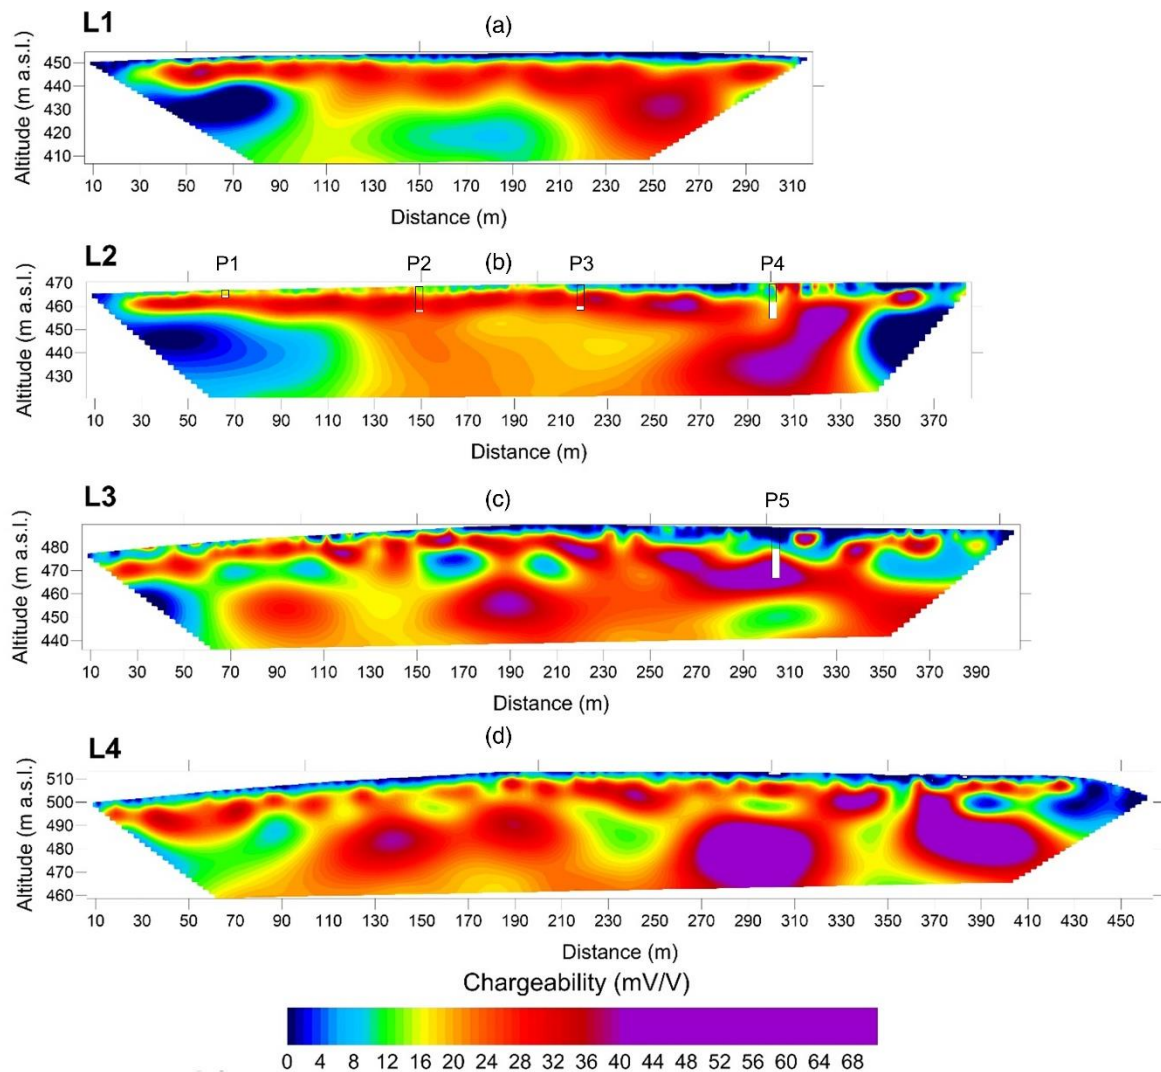 L1 (a)
Altitude (m a.s.l.)
450
440
430
420
410
10 30 50 70 90 110 130 150 170 190 210 230 250 270 290 310
Distance (m)
L2 P1 P2 (b) P3 P4
Altitude (m a.s.l.)
470
460
450
440
430
10 30 50 70 90 110 130 150 170 190 210 230 250 270 290 310 330 350 370
Distance (m)
L3 (c) P5
Altitude (m a.s.l.)
480
470
460
450
440
10 30 50 70 90 110 130 150 170 190 210 230 250 270 290 310 330 350 370 390
Distance (m)
L4 (d)
Altitude (m a.s.l.)
510
500
490
480
470
460
10 30 50 70 90 110 130 150 170 190 210 230 250 270 290 310 330 350 370 390 410 430 450
Distance (m)
Chargeability (mV/V)
0 4 8 12 16 20 24 28 32 36 40 44 48 52 56 60 64 68